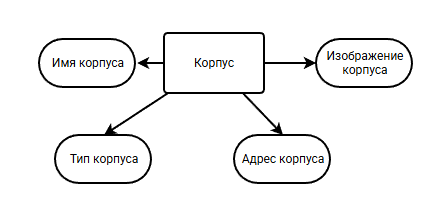 Имя корпуса
Корпус
Изображение
корпуса
Тип корпуса
Адрес корпуса